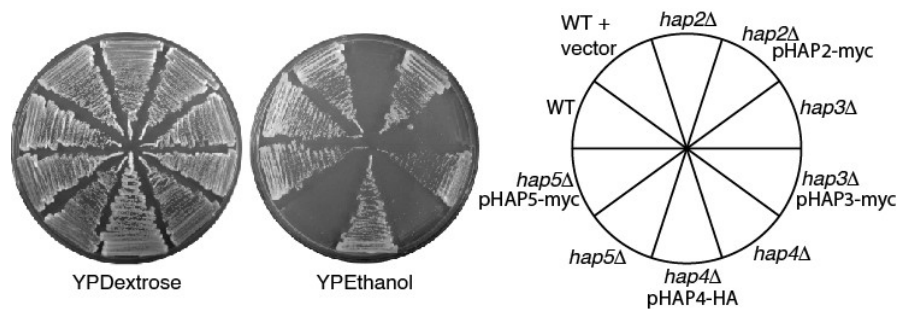 WT +
vector
hap2Δ
hap2Δ
pHAP2-myc
WT
hap3Δ
hap5Δ
pHAP5-myc
hap3Δ
pHAP3-myc
hap5Δ
hap4Δ
pHAP4-HA
hap4Δ
YPDextrose
YPEthanol